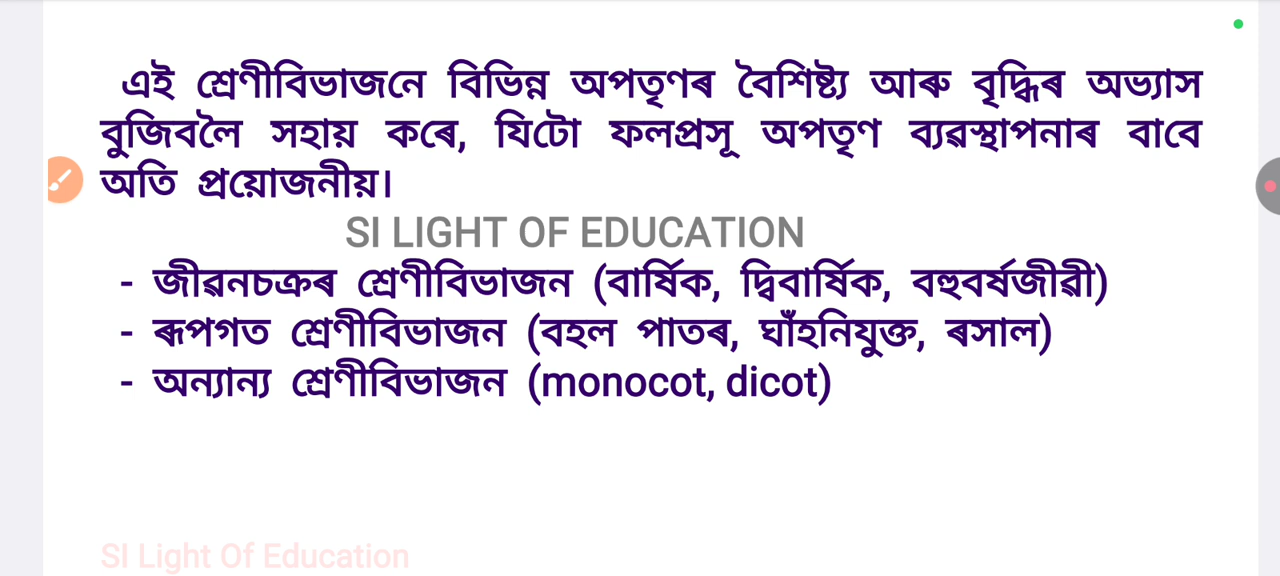 এই শ্ৰেণীবিভাজনে বিভিন্ন অপতৃণৰ বৈশিষ্ট্য আৰু বৃদ্ধিৰ অভ্যাস
বুজিবলৈ সহায় কৰে, যিটো ফলপ্ৰসূ অপতৃণ ব্যৱস্থাপনাৰ বাবে
অতি প্ৰয়োজনীয়।
SI LIGHT OF EDUCATION
- জীৱনচক্ৰৰ শ্ৰেণীবিভাজন (বাৰ্ষিক, দ্বিবাৰ্ষিক, বহুবৰ্ষজীৱী)
- ৰূপগত শ্ৰেণীবিভাজন (বহল পাতৰ, ঘাঁহনিযুক্ত, ৰসাল)
- অন্যান্য শ্ৰেণীবিভাজন (monocot, dicot)
SI Light Of Education